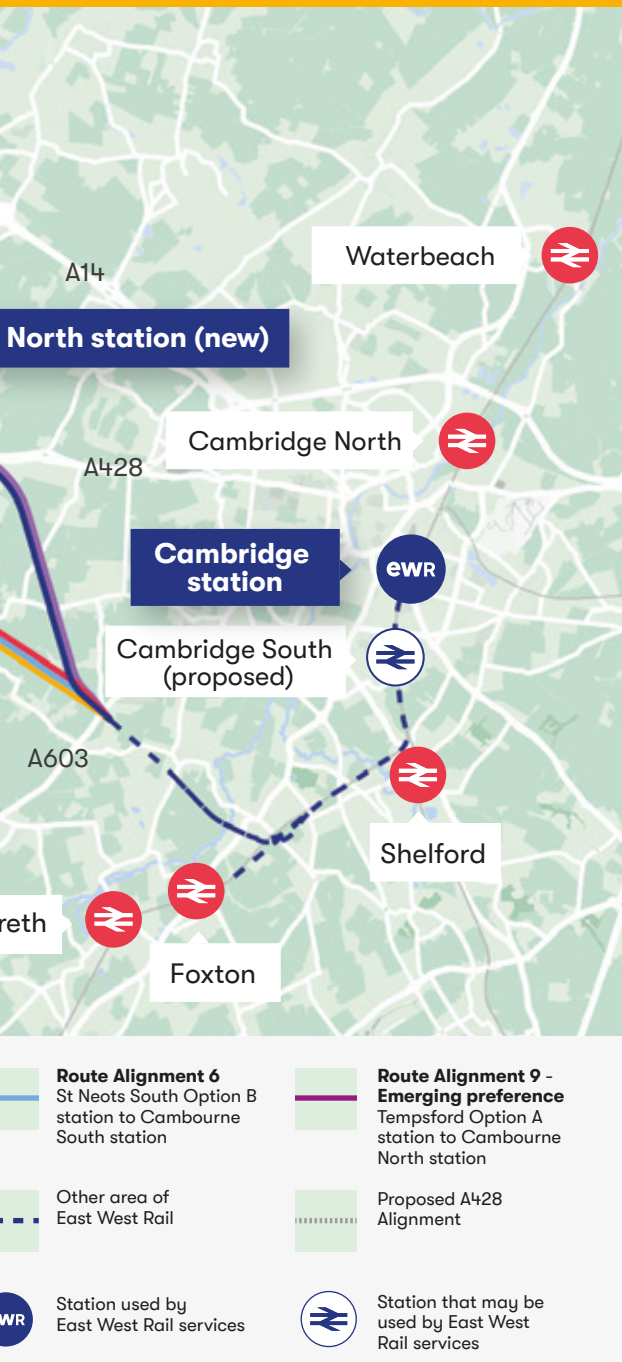 Waterbeach
A14
North station (new)
Cambridge North
A428
Cambridge
station
ewR
Cambridge South
(proposed)
A603
Shelford
reth
Foxton
Route Alignment 6
St Neots South Option B
station to Cambourne
South station
Route Alignment 9 -
Emerging preference
Tempsford Option A
station to Cambourne
North station
Other area of
East West Rail
Proposed A428
Alignment
WR
Station used by
East West Rail services
Station that may be
used by East West
Rail services